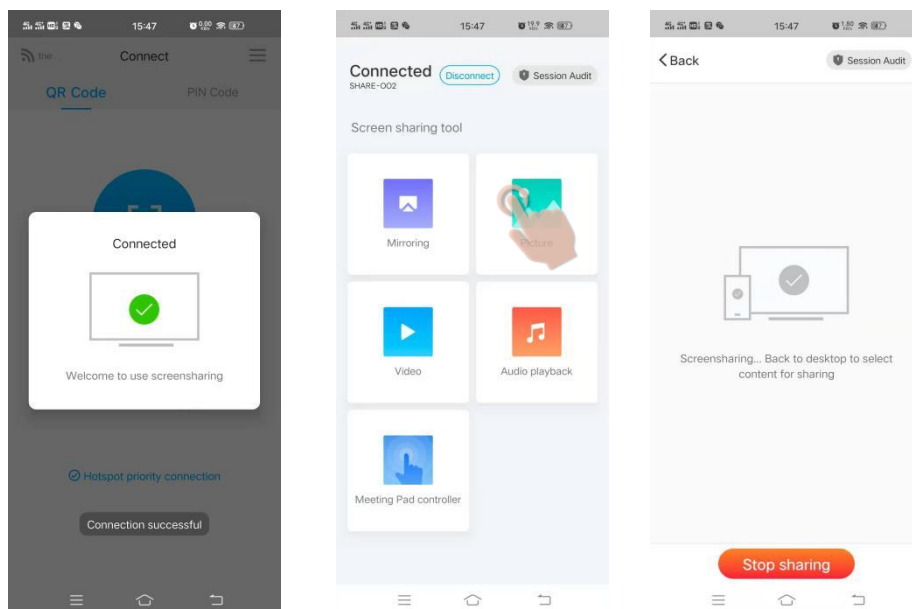 15:47
the
Connect
QR Code
PIN Code
Connected
Welcome to use screensharing
Hotspot priority connection
Connection successful
15:47
Connected
Disconnect
Session Audit
SHARE-002
Screen sharing tool
Mirroring
Picture
Video
Audio playback
Meeting Pad controller
15:47
Back
Session Audit
Screensharing... Back to desktop to select
content for sharing
Stop sharing